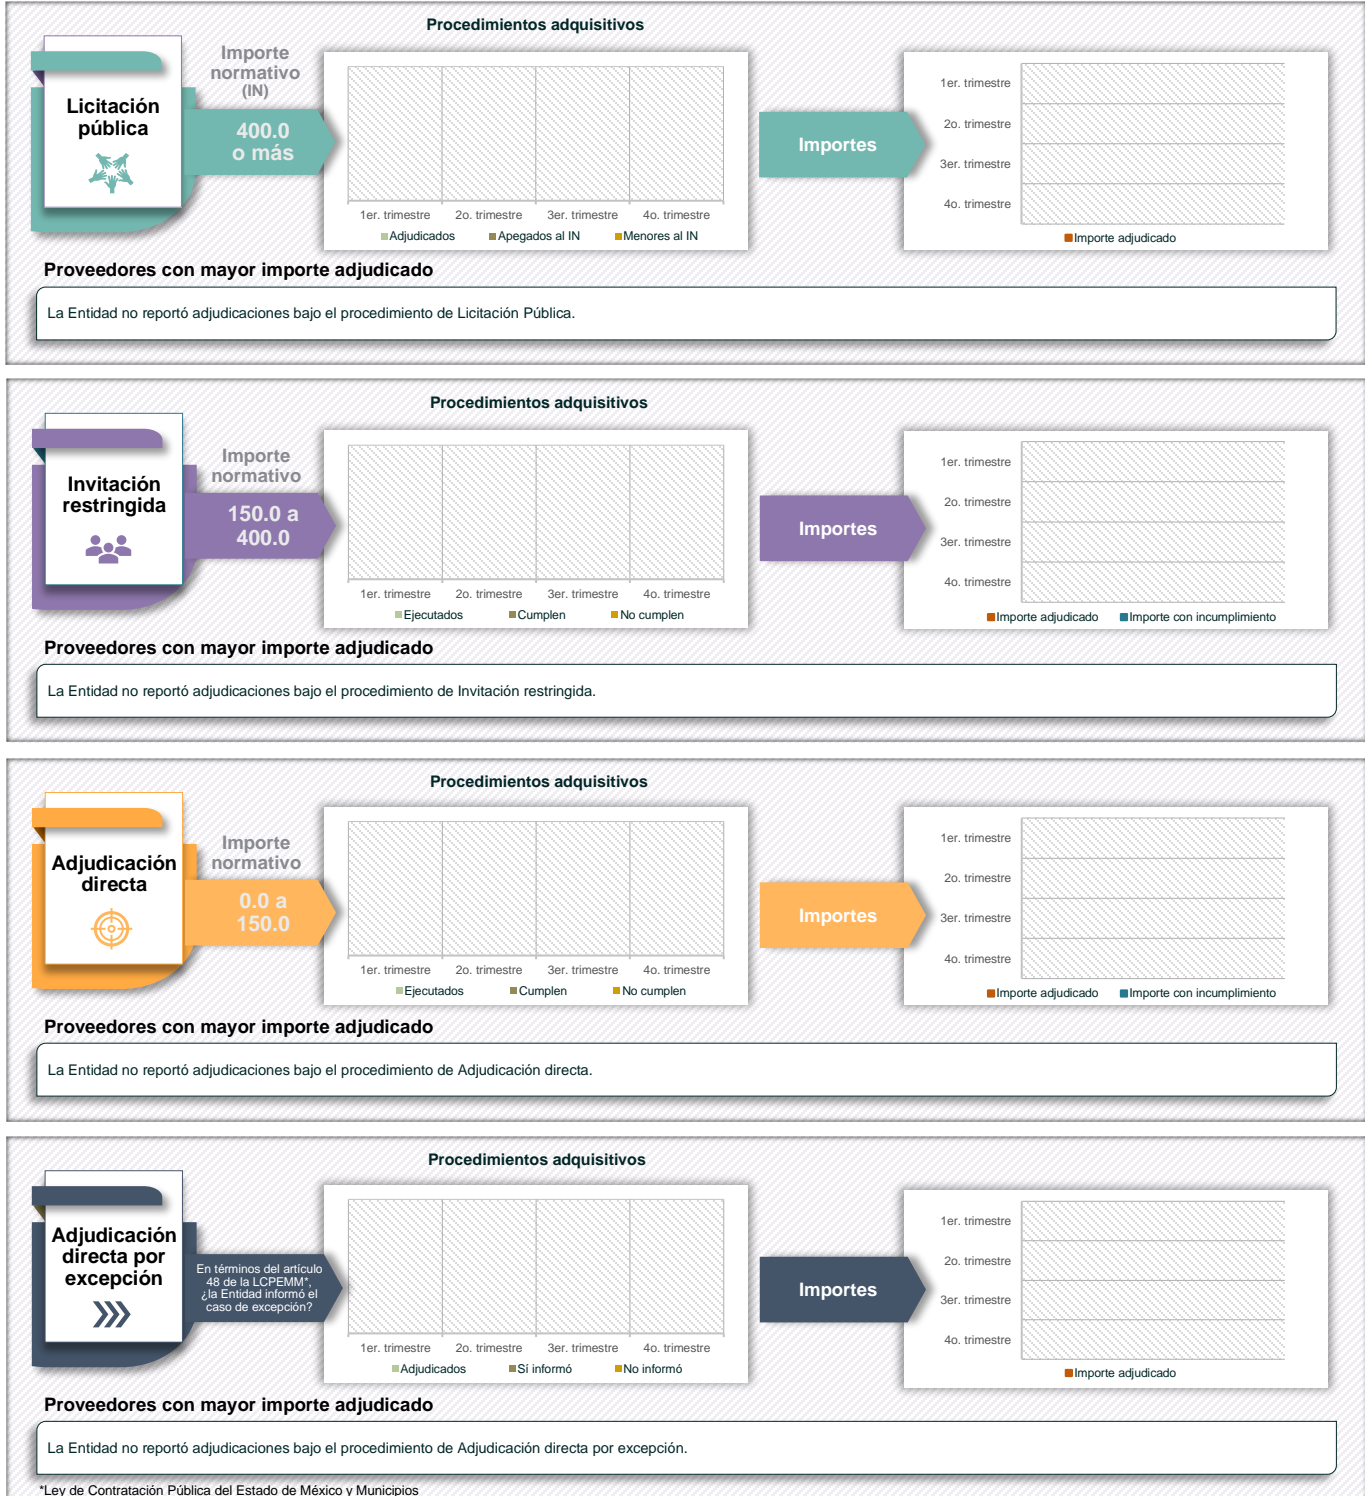 Procedimientos adquisitivos
Licitación
pública
Importe
normativo
(IN)
400.0
o más
1er. trimestre 2o. trimestre 3er. trimestre 4o. trimestre
Adjudicados Apegados al IN Menores al IN
Importes
1er. trimestre
2o. trimestre
3er. trimestre
4o. trimestre
Importe adjudicado
Proveedores con mayor importe adjudicado
La Entidad no reportó adjudicaciones bajo el procedimiento de Licitación Pública.
Procedimientos adquisitivos
Invitación
restringida
Importe
normativo
150.0 a
400.0
1er. trimestre 2o. trimestre 3er. trimestre 4o. trimestre
Ejecutados Cumplen No cumplen
Importes
1er. trimestre
2o. trimestre
3er. trimestre
4o. trimestre
Importe adjudicado Importe con incumplimiento
Proveedores con mayor importe adjudicado
La Entidad no reportó adjudicaciones bajo el procedimiento de Invitación restringida.
Procedimientos adquisitivos
Adjudicación
directa
Importe
normativo
0.0 a
150.0
1er. trimestre 2o. trimestre 3er. trimestre 4o. trimestre
Ejecutados Cumplen No cumplen
Importes
1er. trimestre
2o. trimestre
3er. trimestre
4o. trimestre
Importe adjudicado Importe con incumplimiento
Proveedores con mayor importe adjudicado
La Entidad no reportó adjudicaciones bajo el procedimiento de Adjudicación directa.
Procedimientos adquisitivos
Adjudicación
directa por
excepción
En términos del artículo
48 de la LCPEMM*,
¿la Entidad informó el
caso de excepción?
1er. trimestre 2o. trimestre 3er. trimestre 4o. trimestre
Adjudicados Sí informó No informó
Importes
1er. trimestre
2o. trimestre
3er. trimestre
4o. trimestre
Importe adjudicado
Proveedores con mayor importe adjudicado
La Entidad no reportó adjudicaciones bajo el procedimiento de Adjudicación directa por excepción.
*Ley de Contratación Pública del Estado de México y Municipios